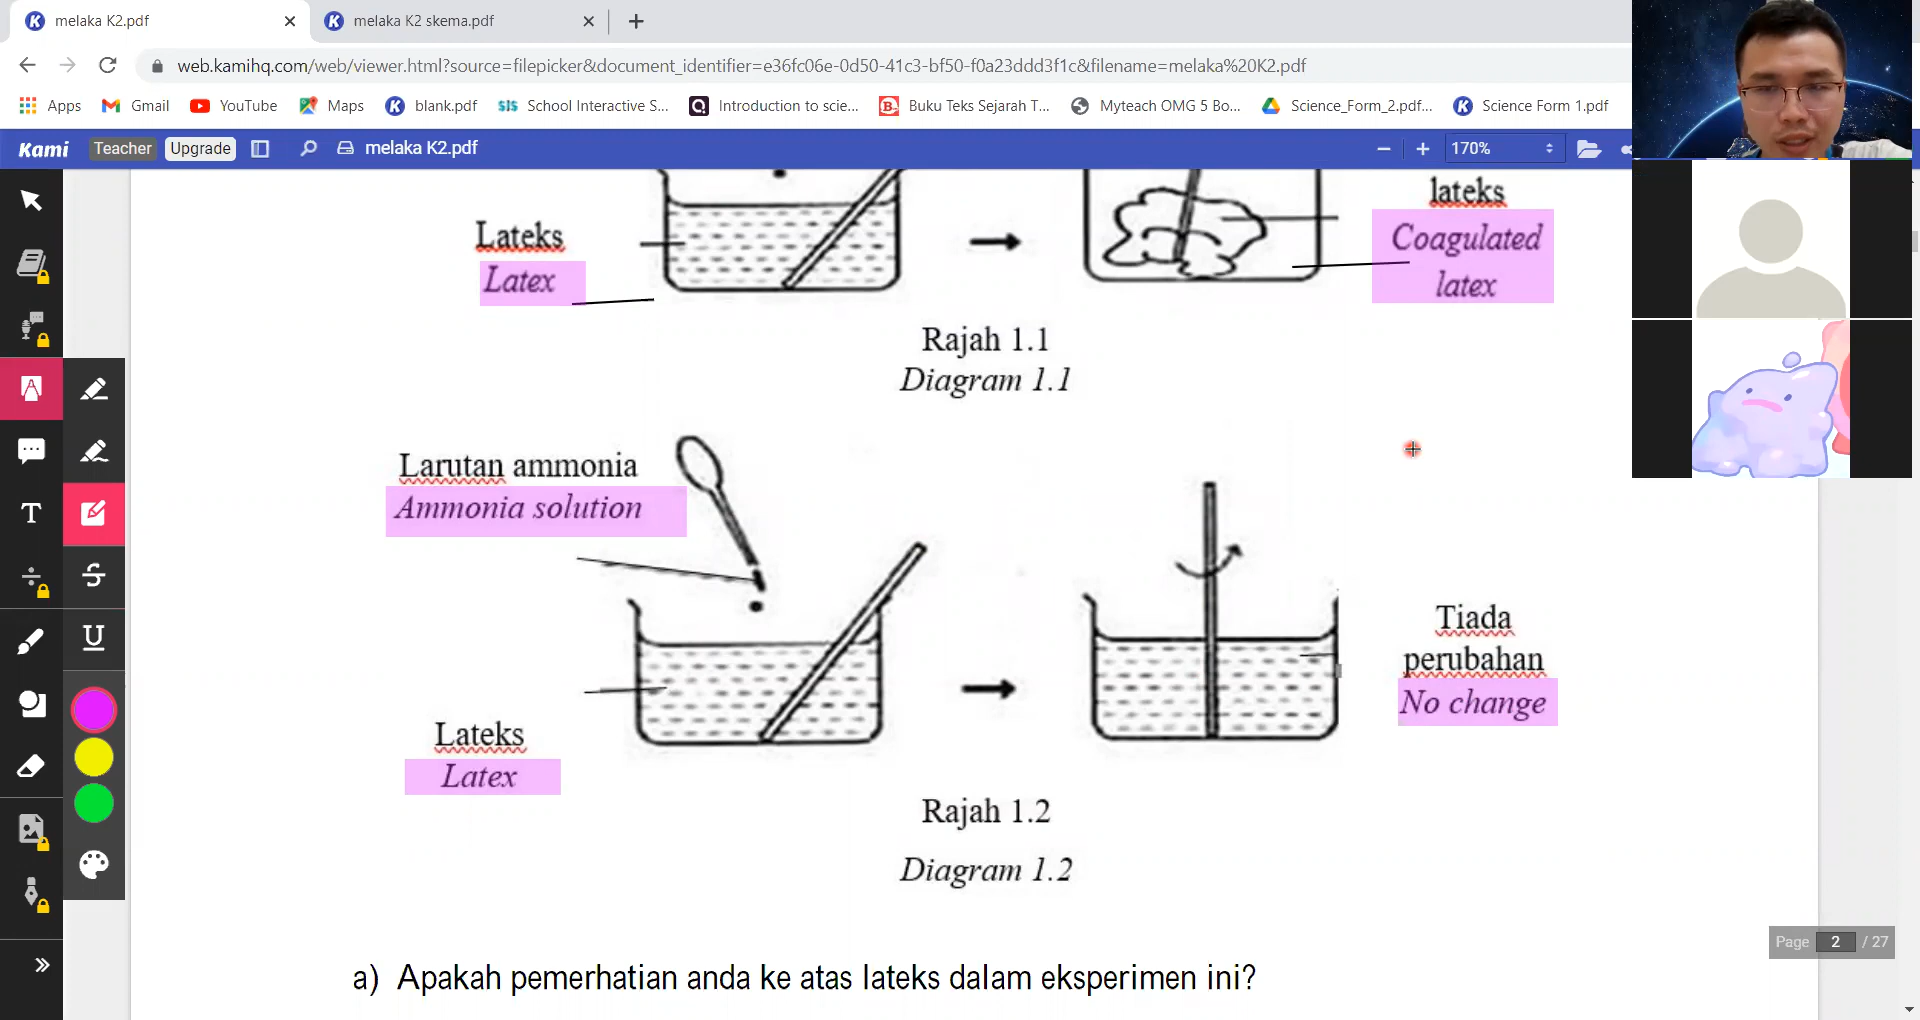 melaka K2.pdf
melaka K2 skema.pdf
web.kamihq.com/web/viewer.html?source=filepicker&document_identifier=e36fc06e-0d50-41c3-bf50-f0a23ddd3f1c&filename=melaka%20K2.pdf
Apps Gmail YouTube Maps blank.pdf School Interactive S... Introduction to scie... Buku Teks Sejarah T... Myteach OMG 5 Bo... Science_Form_2.pdf... Science Form 1.pdf
Kami Teacher Upgrade melaka K2.pdf 170%
Lateks
Latex
lateks
Coagulated
latex
Rajah 1.1
Diagram 1.1
Larutan ammonia
Ammonia solution
Lateks
Latex
Tiada
perubahan
No change
Rajah 1.2
Diagram 1.2
Page 2 / 27
a) Apakah pemerhatian anda ke atas lateks dalam eksperimen ini?